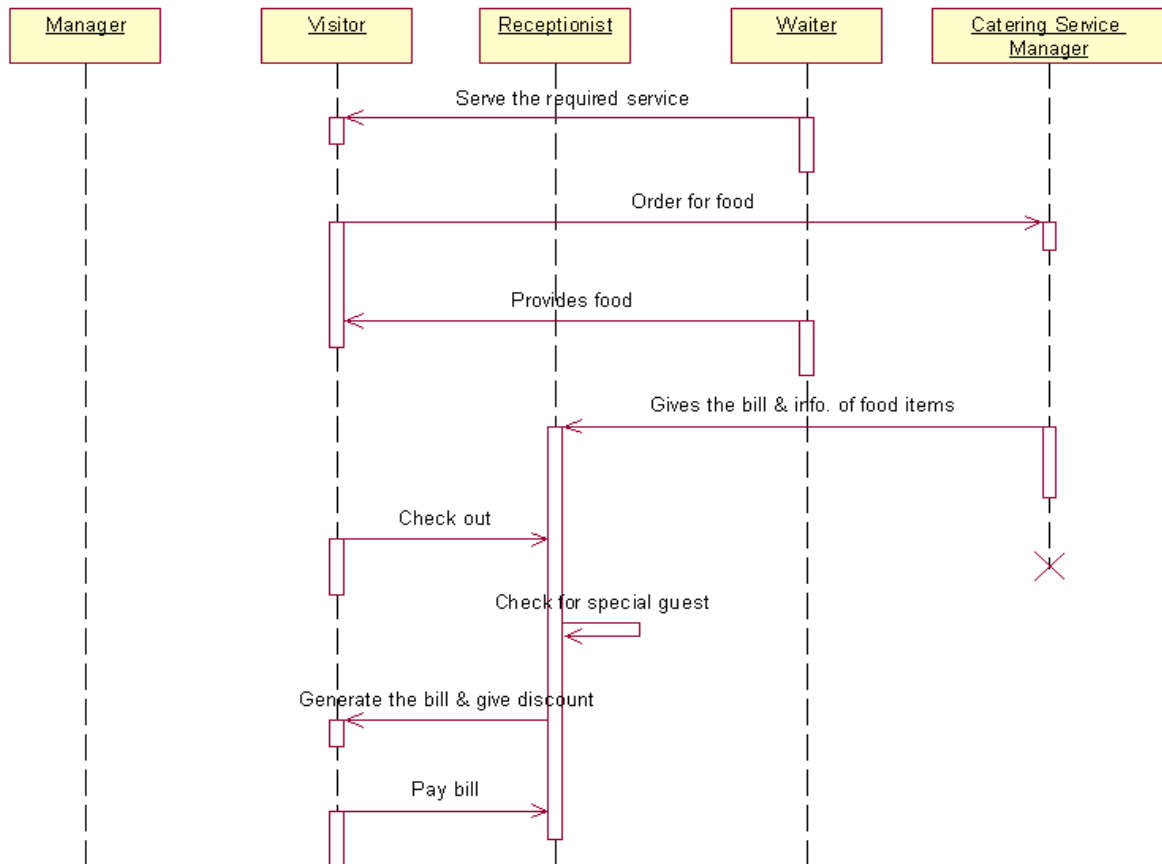 Manager
Visitor
Receptionist
Waiter
Catering Service
Manager
Serve the required service
Order for food
Provides food
Gives the bill & info. of food items
Check out
Check for special guest
Generate the bill & give discount
Pay bill